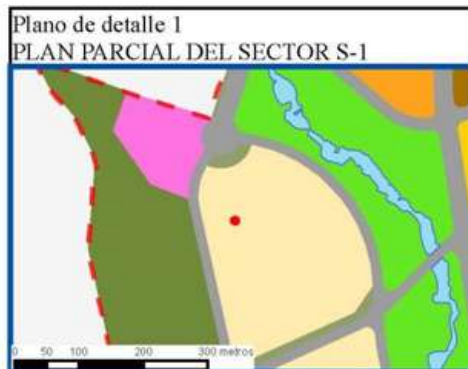 Plano de detalle 1
PLAN PARCIAL DEL SECTOR S-1
0 50 100 200 300 metros